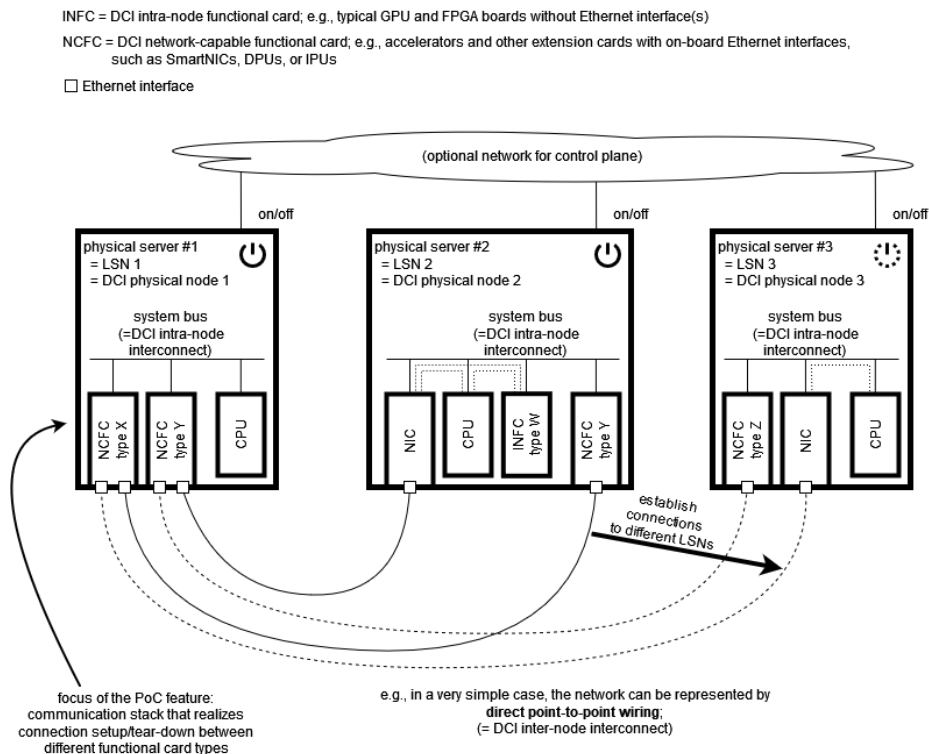 INFC = DCI intra-node functional card; e.g., typical GPU and FPGA boards without Ethernet interface(s)
NCFC = DCI network-capable functional card; e.g., accelerators and other extension cards with on-board Ethernet interfaces,
such as SmartNICs, DPUs, or IPUs
Ethernet interface
(optional network for control plane)
on/off
on/off
on/off
physical server #1
= LSN 1
= DCI physical node 1
system bus
(=DCI intra-node
interconnect)
NCFC
type X
NCFC
type Y
CPU
physical server #2
= LSN 2
= DCI physical node 2
system bus
(=DCI intra-node
interconnect)
NIC
CPU
INFC
type W
NCFC
type Y
physical server #3
= LSN 3
= DCI physical node 3
system bus
(=DCI intra-node
interconnect)
NCFC
type Z
NIC
CPU
establish
connections
to different LSNs
focus of the PoC feature:
communication stack that realizes
connection setup/tear-down between
different functional card types
e.g., in a very simple case, the network can be represented by
direct point-to-point wiring;
(= DCI inter-node interconnect)